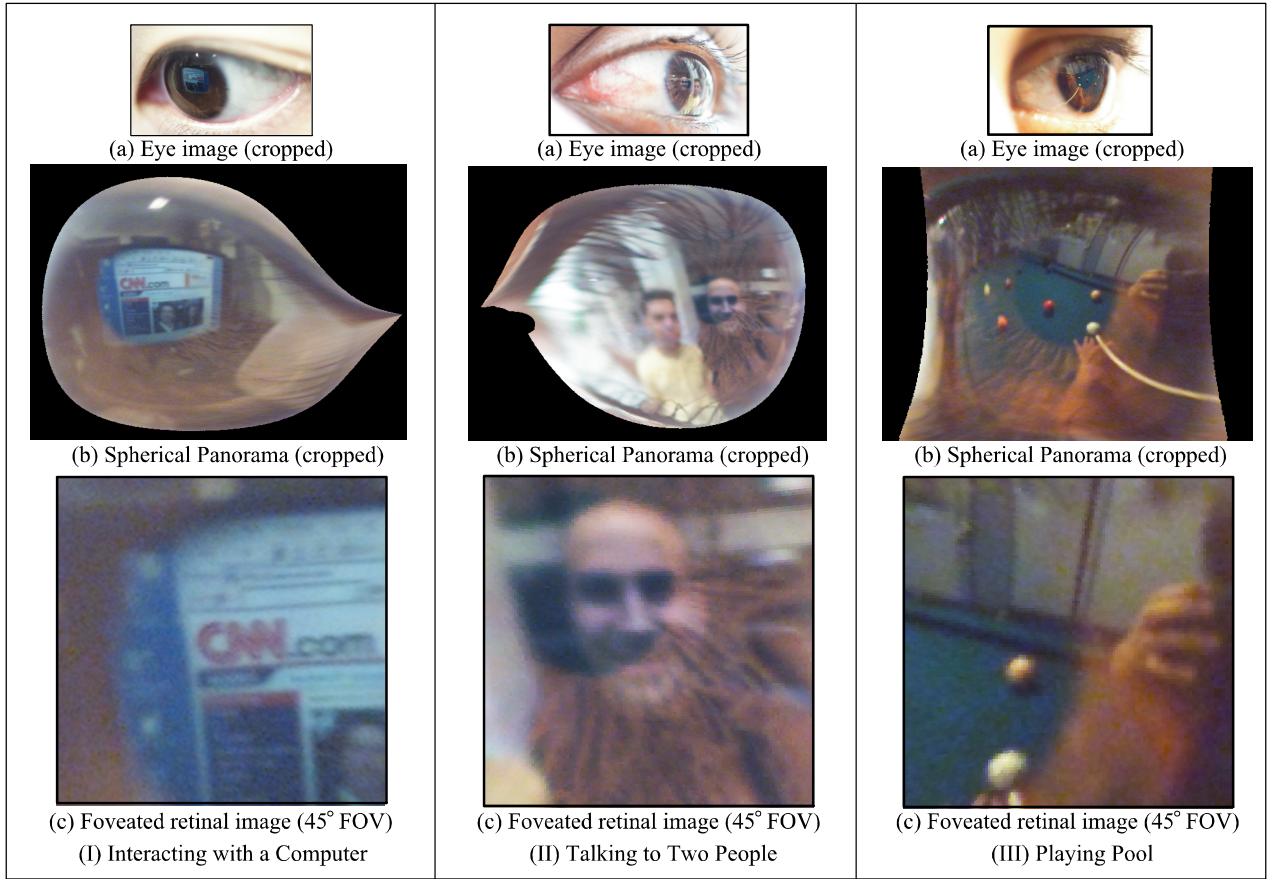 (a) Eye image (cropped)
CNN.com
(b) Spherical Panorama (cropped)
CNN.com
(c) Foveated retinal image (45° FOV)
(I) Interacting with a Computer
(a) Eye image (cropped)
(b) Spherical Panorama (cropped)
(c) Foveated retinal image (45° FOV)
(II) Talking to Two People
(a) Eye image (cropped)
(b) Spherical Panorama (cropped)
(c) Foveated retinal image (45° FOV)
(III) Playing Pool